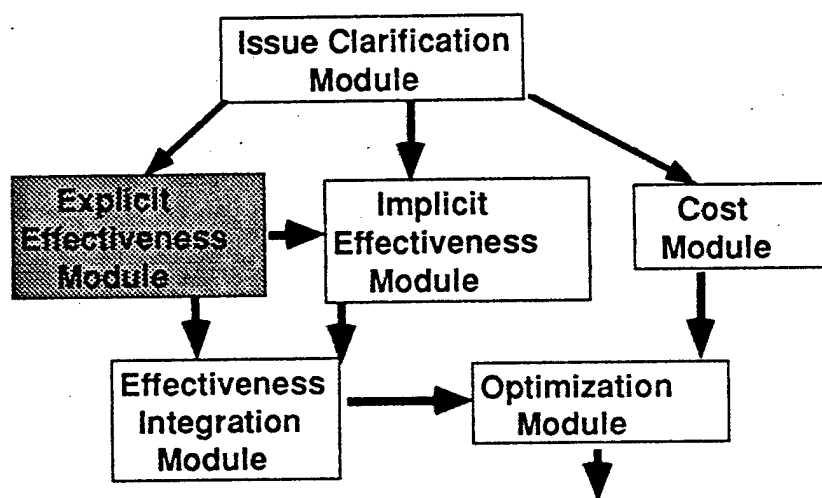 Issue Clarification
Module
Explicit
Effectiveness
Module
Implicit
Effectiveness
Module
Cost
Module
Effectiveness
Integration
Module
Optimization
Module